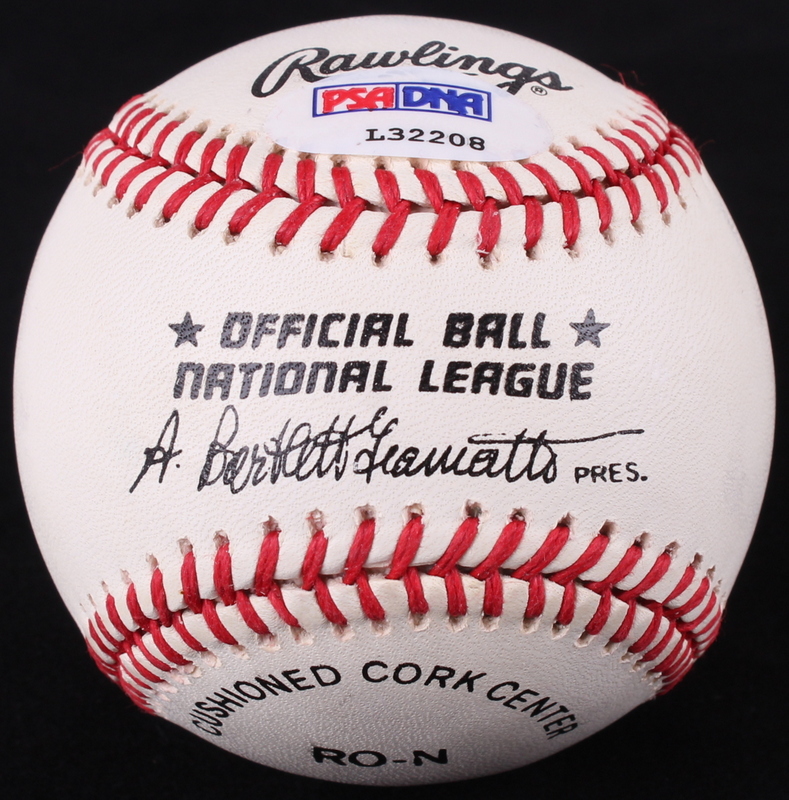 Rawlings®
PSA DNA
L32208
★ OFFICIAL BALL ★
NATIONAL LEAGUE
A. Bartlett Giamatti PRES.
CUSHIONED CORK CENTER
RO-N